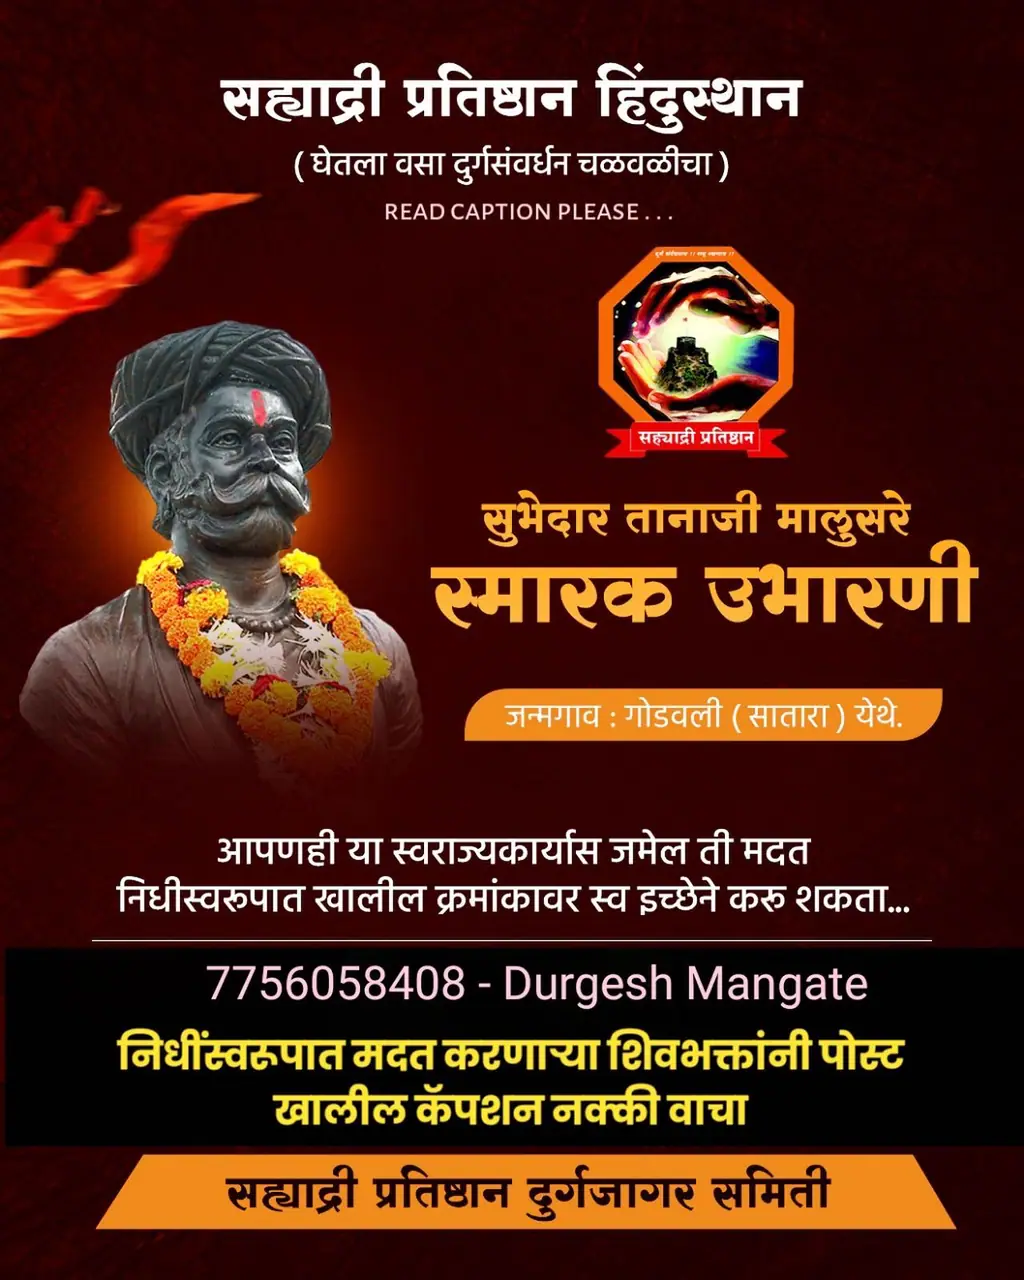 सह्याद्री प्रतिष्ठान हिंदुस्थान
( घेतला वसा दुर्गसंवर्धन चळवळीचा )
READ CAPTION PLEASE . . .
सह्याद्री प्रतिष्ठान
सुभेदार तानाजी मालुसरे
स्मारक उभारणी
जन्मगाव : गोडवली ( सातारा ) येथे.
आपणही या स्वराज्यकार्यास जमेल ती मदत
निधीस्वरूपात खालील क्रमांकावर स्व इच्छेने करू शकता...
7756058408 - Durgesh Mangate
निधींस्वरूपात मदत करणाऱ्या शिवभक्तांनी पोस्ट
खालील कॅपशन नक्की वाचा
सह्याद्री प्रतिष्ठान दुर्गजागर समिती